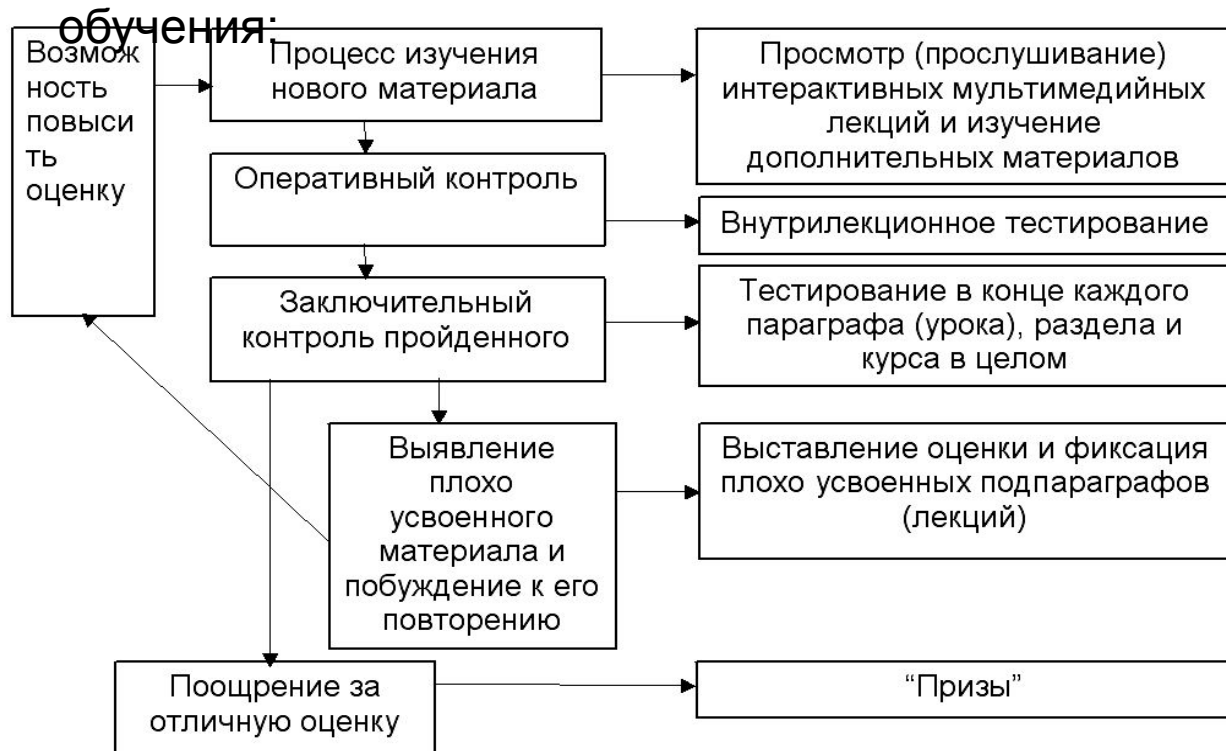 обучения:
Возмож
ность
повыси
ть
оценку
Процесс изучения
нового материала
Просмотр (прослушивание)
интерактивных мультимедийных
лекций и изучение
дополнительных материалов
Оперативный контроль
Внутрилекционное тестирование
Заключительный
контроль пройденного
Тестирование в конце каждого
параграфа (урока), раздела и
курса в целом
Выявление
плохо
усвоенного
материала и
побуждение к его
повторению
Выставление оценки и фиксация
плохо усвоенных подпараграфов
(лекций)
Поощрение за
отличную оценку
“Призы”